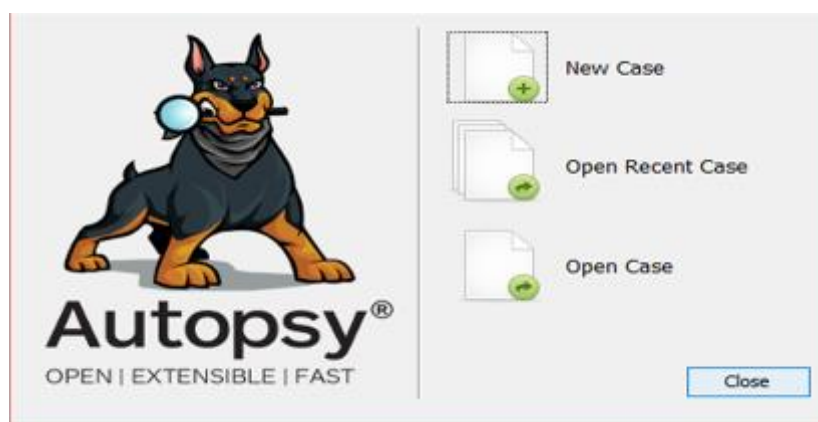 New Case
Open Recent Case
Open Case
Autopsy®
OPEN | EXTENSIBLE | FAST
Close